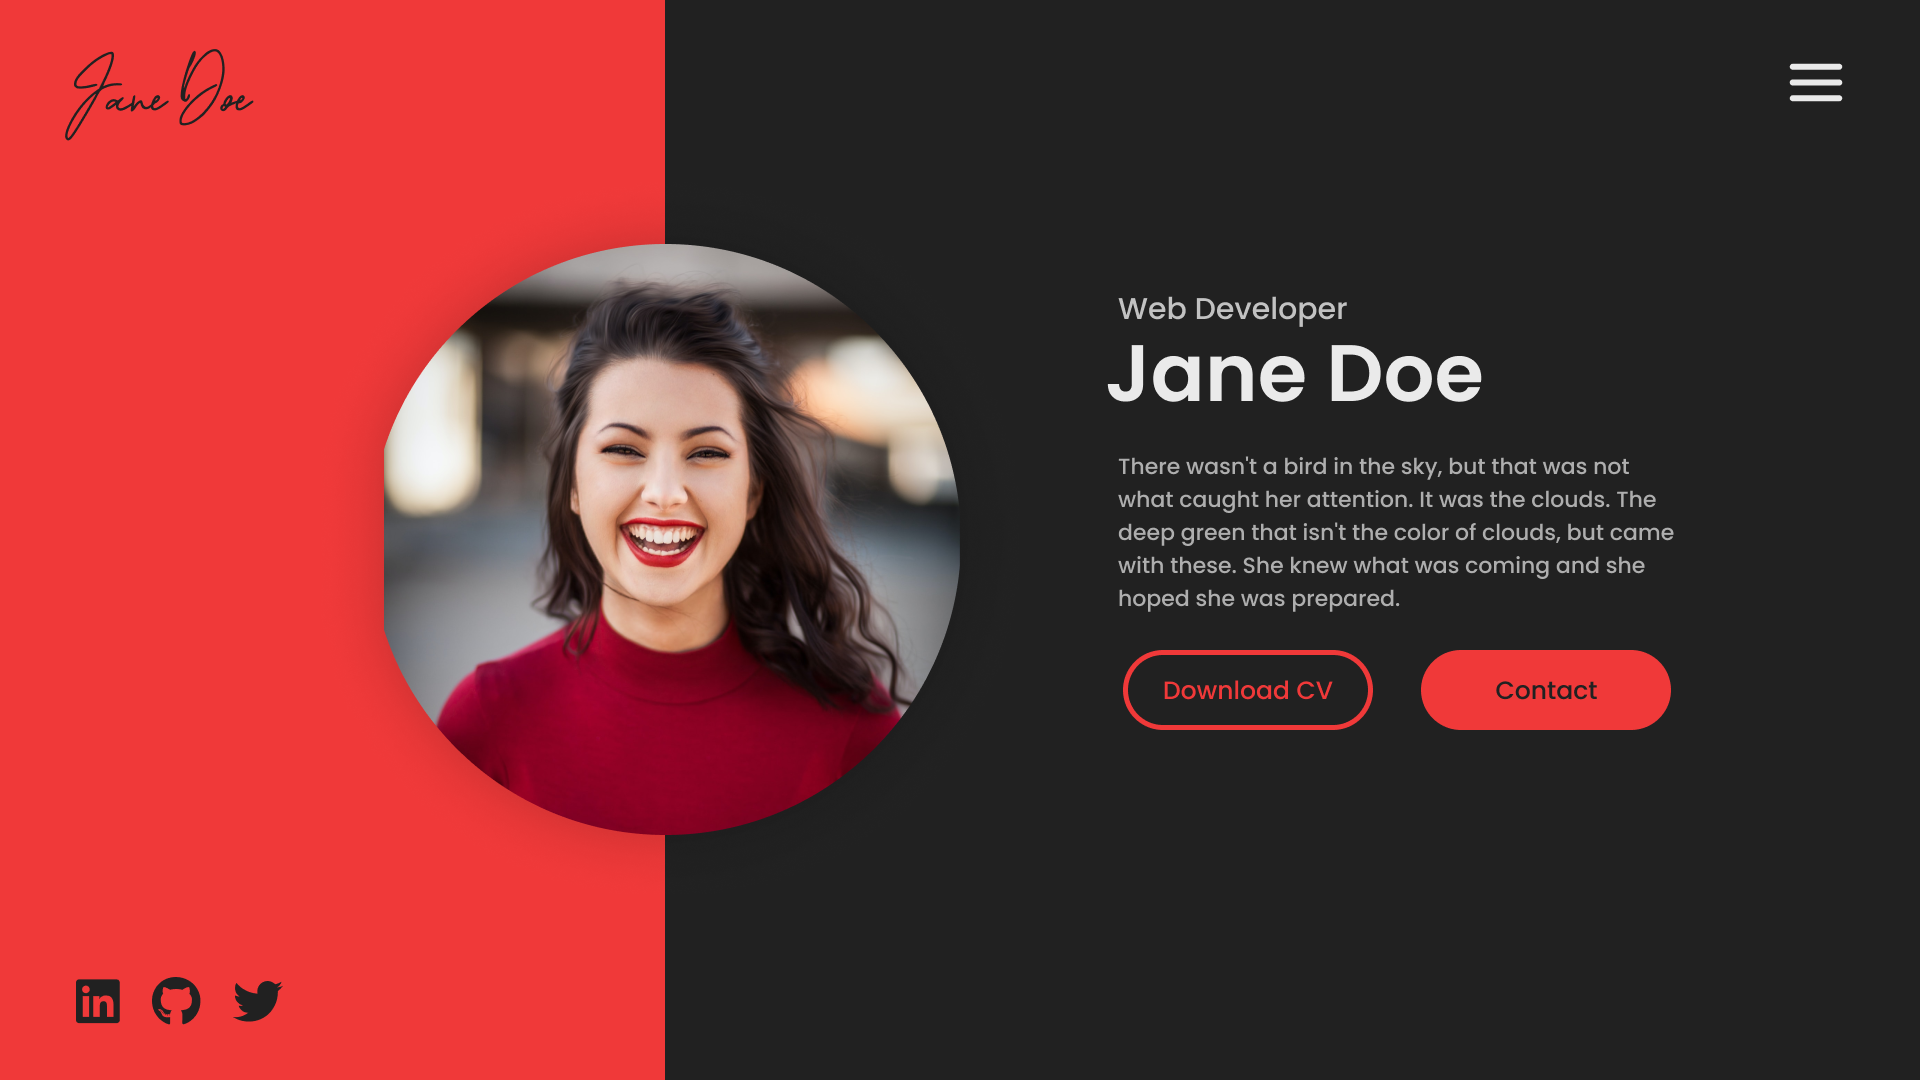 Jane Doe
Web Developer
Jane Doe
There wasn't a bird in the sky, but that was not
what caught her attention. It was the clouds. The
deep green that isn't the color of clouds, but came
with these. She knew what was coming and she
hoped she was prepared.
Download CV
Contact
in